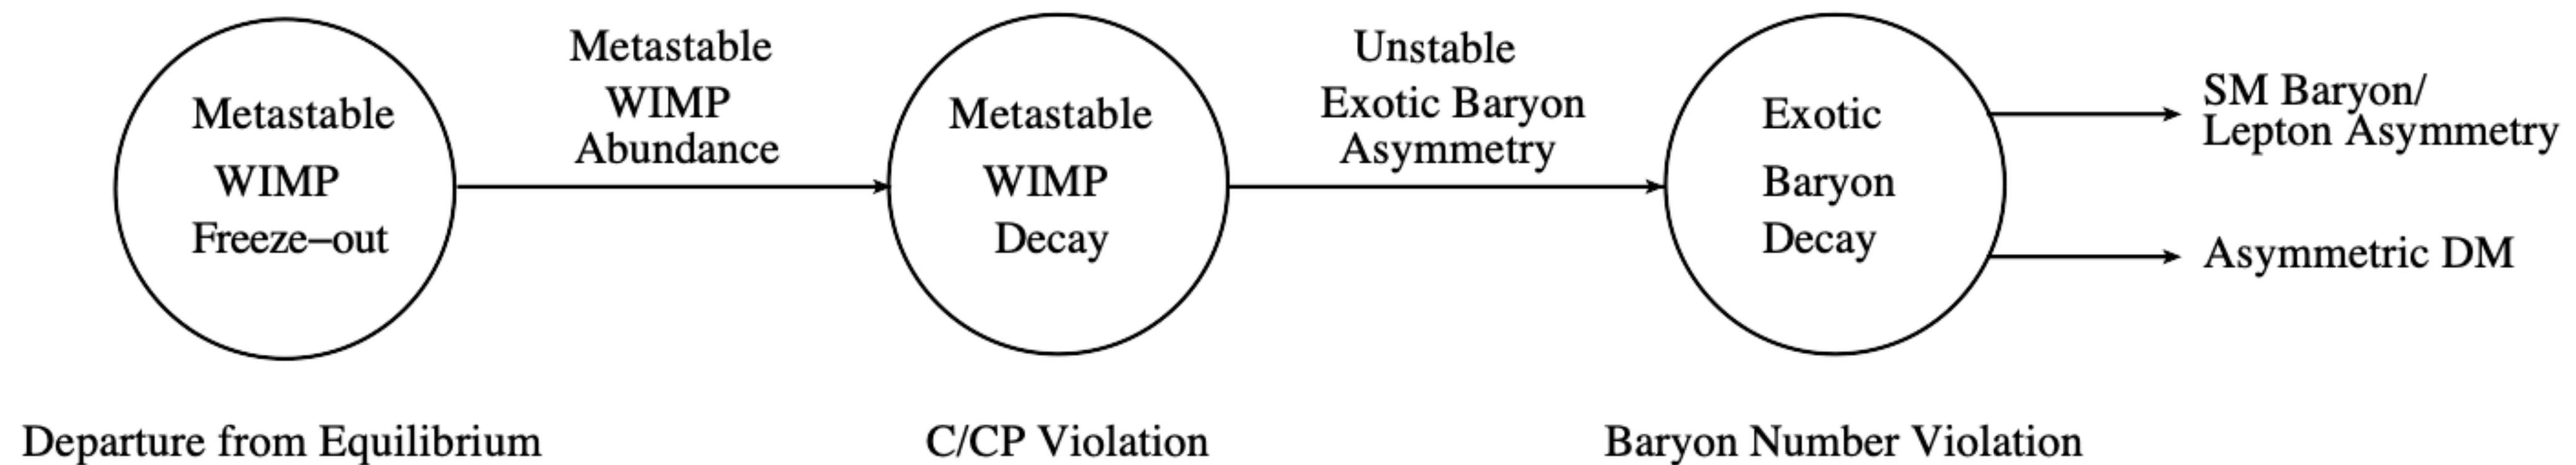 Metastable
WIMP
Freeze–out
Metastable
WIMP
Abundance
Metastable
WIMP
Decay
Unstable
Exotic Baryon
Asymmetry
Exotic
Baryon
Decay
SM Baryon/
Lepton Asymmetry
Asymmetric DM
Departure from Equilibrium
C/CP Violation
Baryon Number Violation